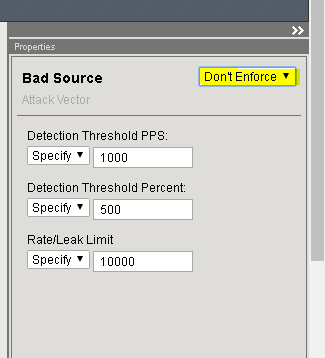 Properties
Bad Source
Don't Enforce
Attack Vector
Detection Threshold PPS:
Specify 1000
Detection Threshold Percent:
Specify 500
Rate/Leak Limit
Specify 10000